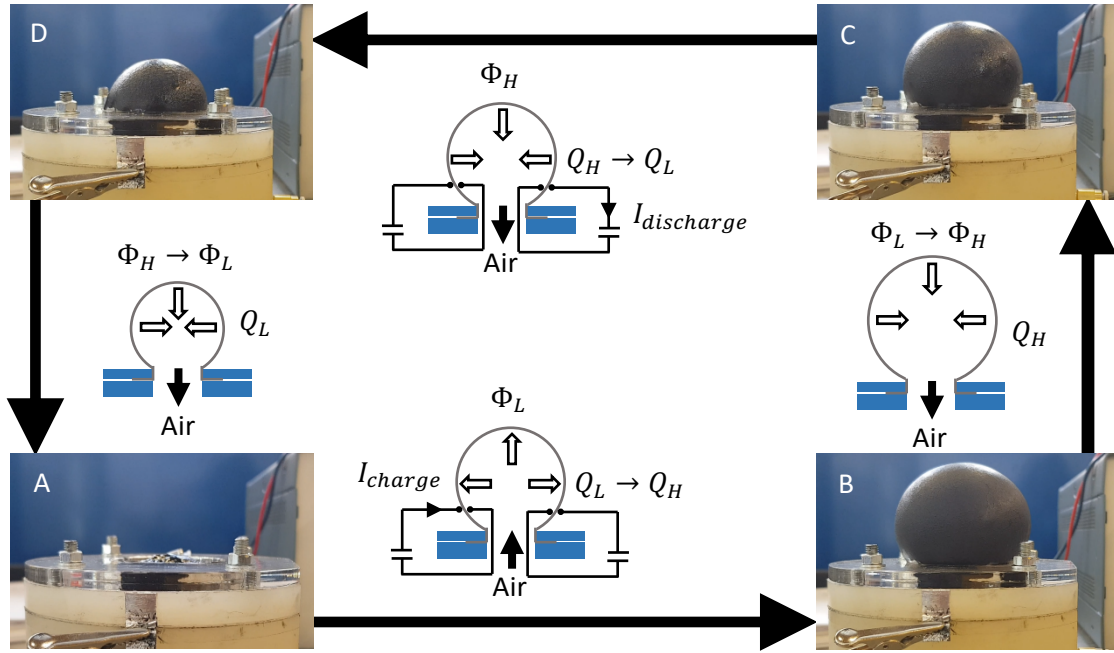 D
C
Φ_H
Q_H → Q_L
I_discharge
Air
Φ_H → Φ_L
Q_L
Air
Φ_L → Φ_H
Q_H
Air
Φ_L
I_charge
Q_L → Q_H
Air
A
B